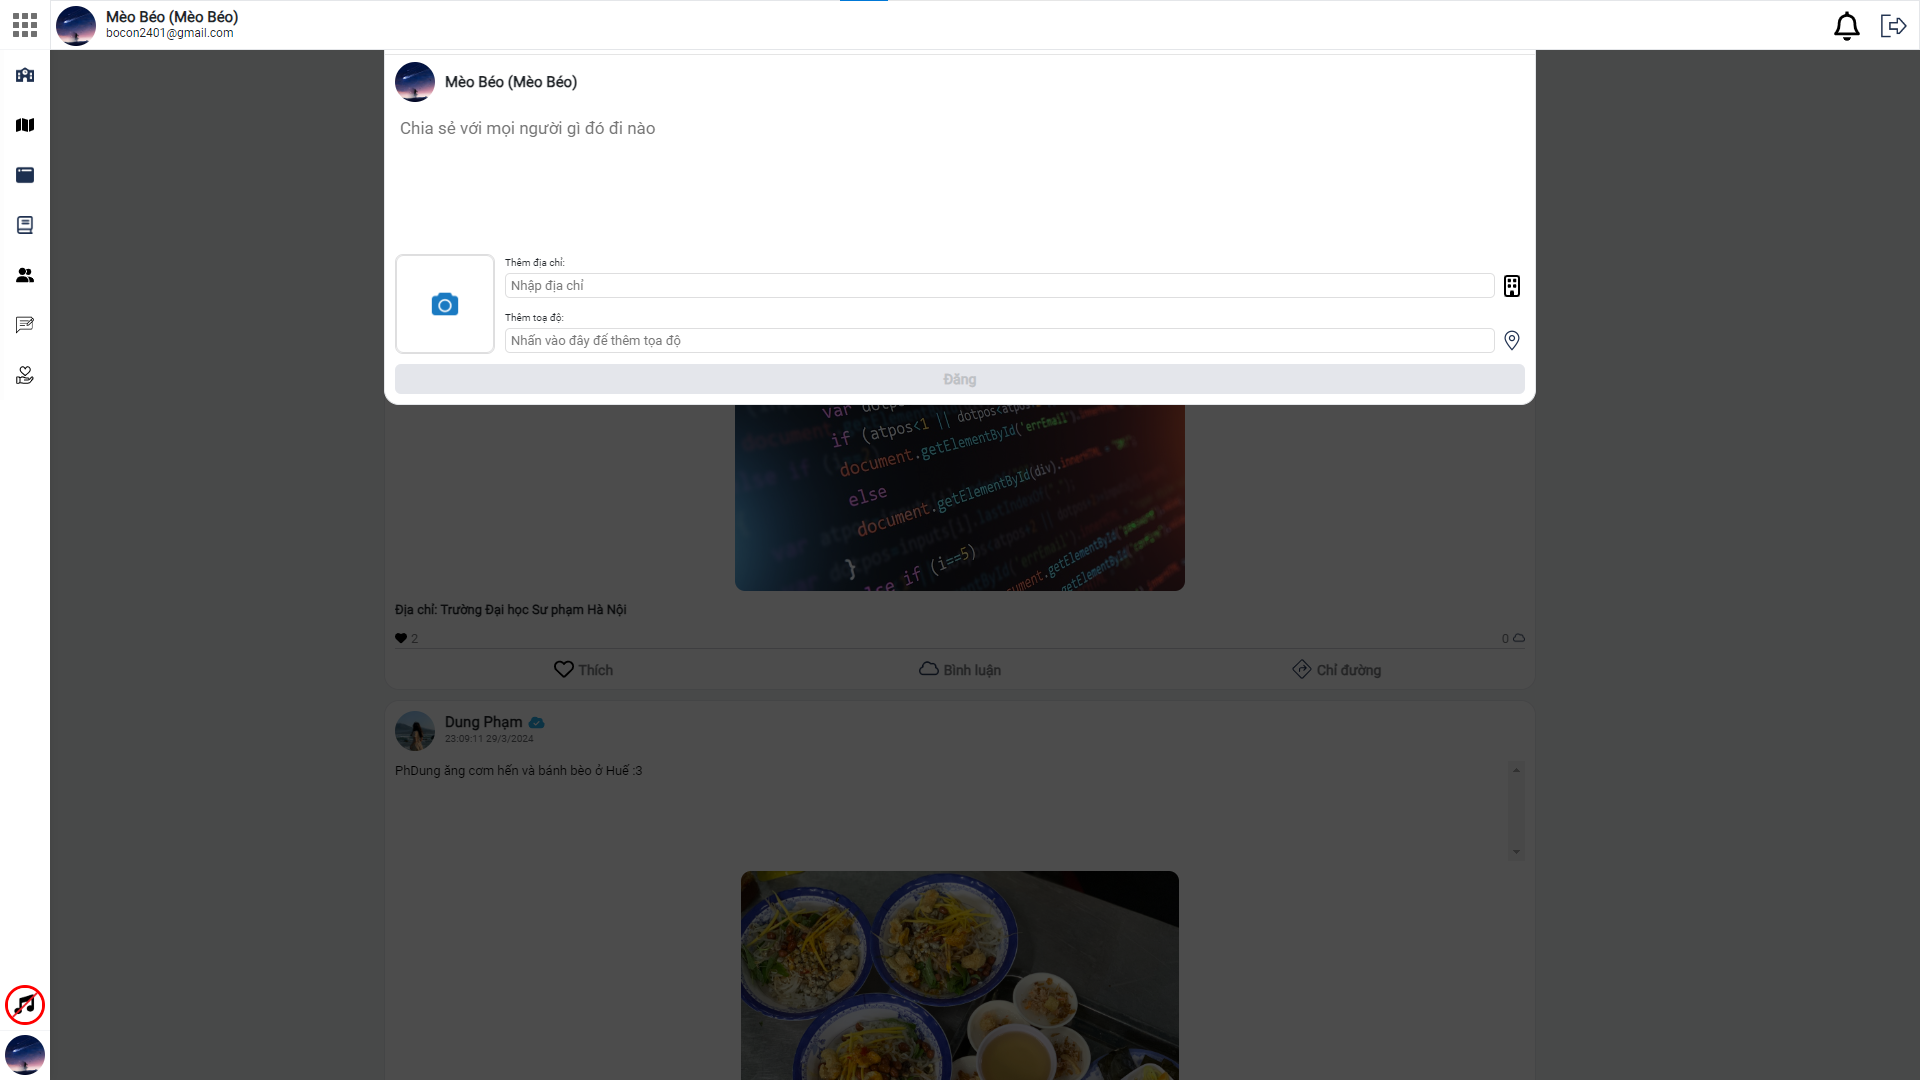 Mèo Béo (Mèo Béo)
bocon2401@gmail.com
Mèo Béo (Mèo Béo)
Chia sẻ với mọi người gì đó đi nào
Thêm địa chỉ:
Nhập địa chỉ
Thêm toạ độ:
Nhấn vào đây để thêm tọa độ
Đăng
if (atpos<1 || dotpos<atpos
document.getElementById('errEmail').
else
document.getElementById(div).innerHTML
}
else if (i==5)
Địa chỉ: Trường Đại học Sư phạm Hà Nội
2
0
Thích
Bình luận
Chỉ đường
Dung Phạm
23:09:11 29/3/2024
PhDung ăng cơm hến và bánh bèo ở Huế :3